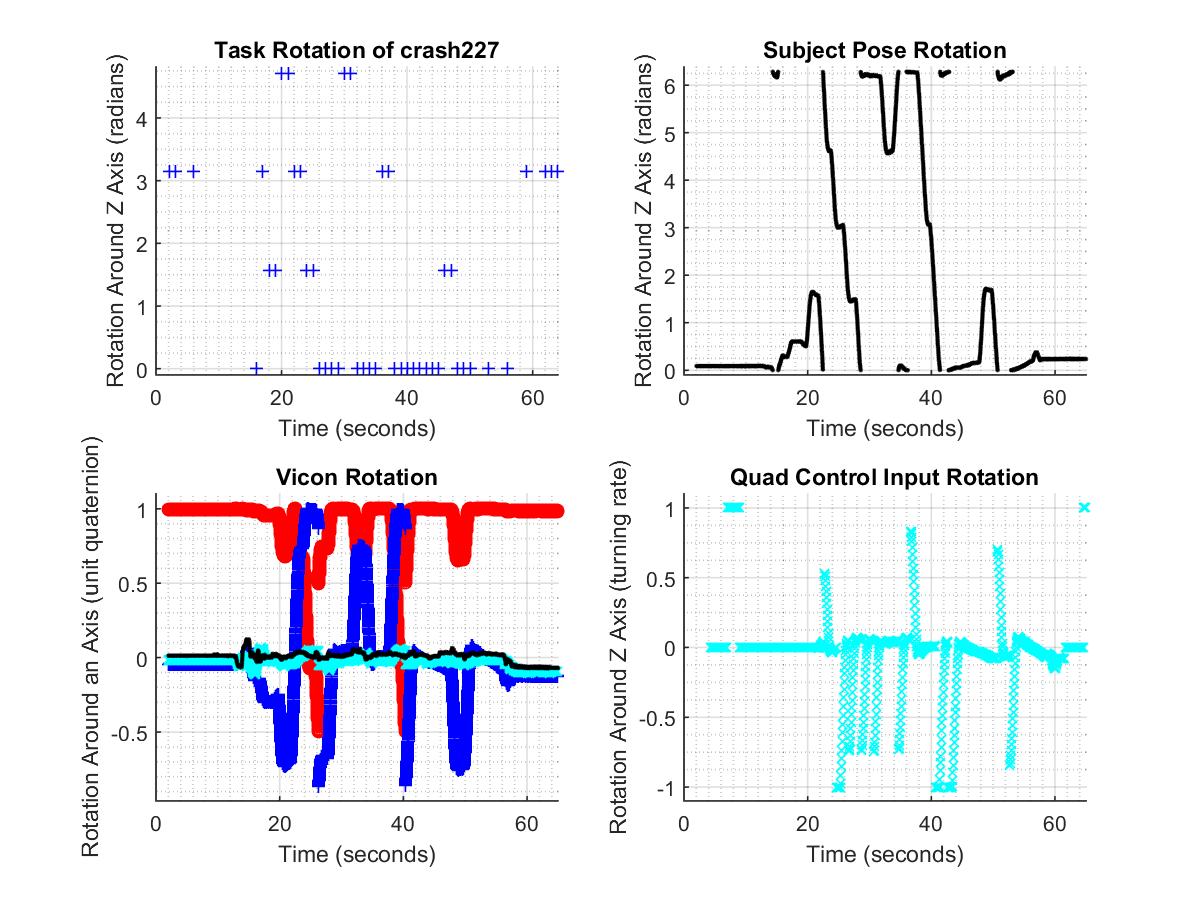 Task Rotation of crash227
Rotation Around Z Axis (radians)
4
3
2
1
0
0 20 40 60
Time (seconds)
Subject Pose Rotation
Rotation Around Z Axis (radians)
6
5
4
3
2
1
0
0 20 40 60
Time (seconds)
Vicon Rotation
Rotation Around an Axis (unit quaternion)
1
0.5
0
-0.5
0 20 40 60
Time (seconds)
Quad Control Input Rotation
Rotation Around Z Axis (turning rate)
1
0.5
0
-0.5
-1
0 20 40 60
Time (seconds)